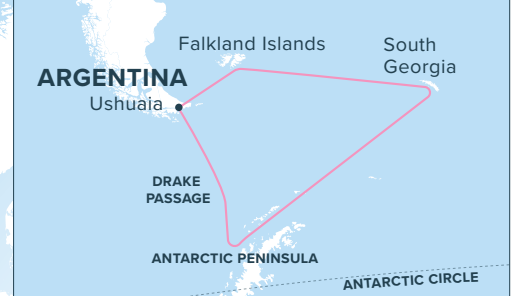 Falkland Islands
South
Georgia
ARGENTINA
Ushuaia
DRAKE
PASSAGE
ANTARCTIC PENINSULA
ANTARCTIC CIRCLE